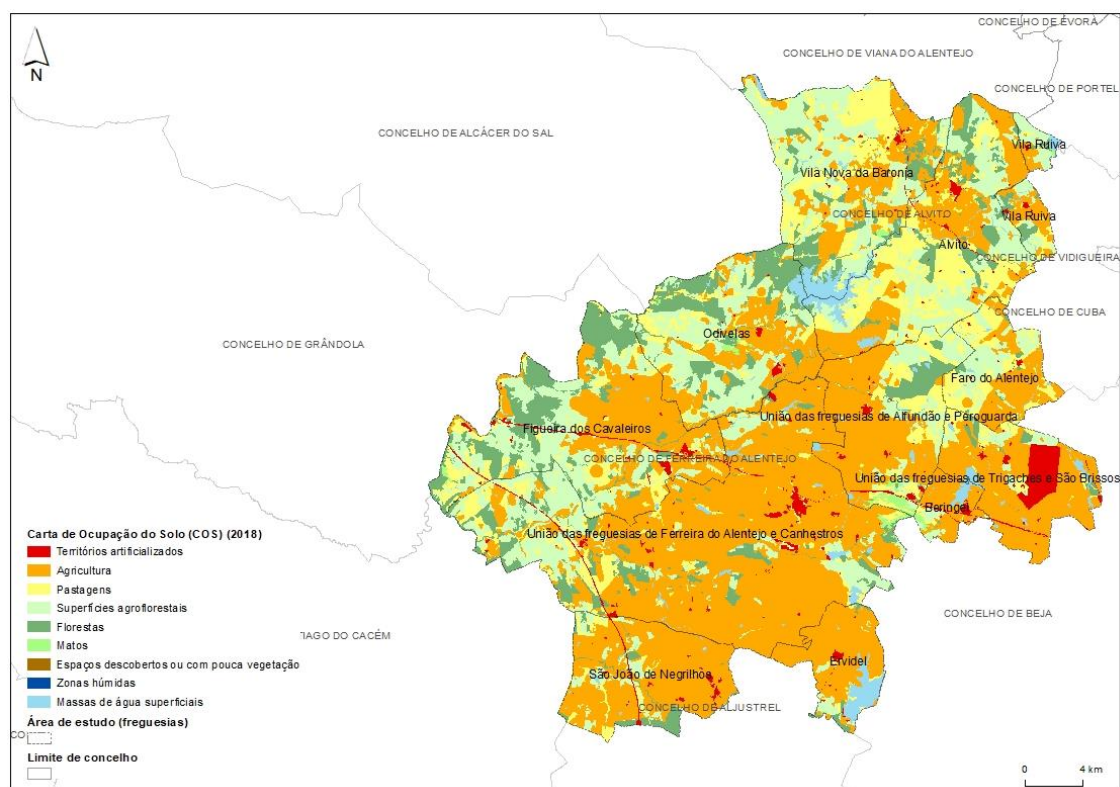 CONCELHO DE ÉVORA
CONCELHO DE VIANA DO ALENTEJO
N
CONCELHO DE PORTEL
CONCELHO DE ALCÁCER DO SAL
Vila Ruiva
Vila Nova da Baronia
CONCELHO DE ALVITO
Vila Ruiva
Alvito
CONCELHO DE VIDIGUEIRA
CONCELHO DE CUBA
Odivelas
CONCELHO DE GRÂNDOLA
Faro do Alentejo
União das freguesias de Alfundão e Peroguarda
Figueira dos Cavaleiros
CONCELHO DE FERREIRA DO ALENTEJO
União das freguesias de Trigaches e São Brissos
Beringel
União das freguesias de Ferreira do Alentejo e Canhestros
CONCELHO DE BEJA
TIAGO DO CACÉM
Ervidel
São João de Negrilhos
CONCELHO DE ALJUSTREL
CO
Carta de Ocupação do Solo (COS) (2018)
Territórios artificializados
Agricultura
Pastagens
Superfícies agroflorestais
Florestas
Matos
Espaços descobertos ou com pouca vegetação
Zonas húmidas
Massas de água superficiais
Área de estudo (freguesias)
Limite de concelho
0 4 km